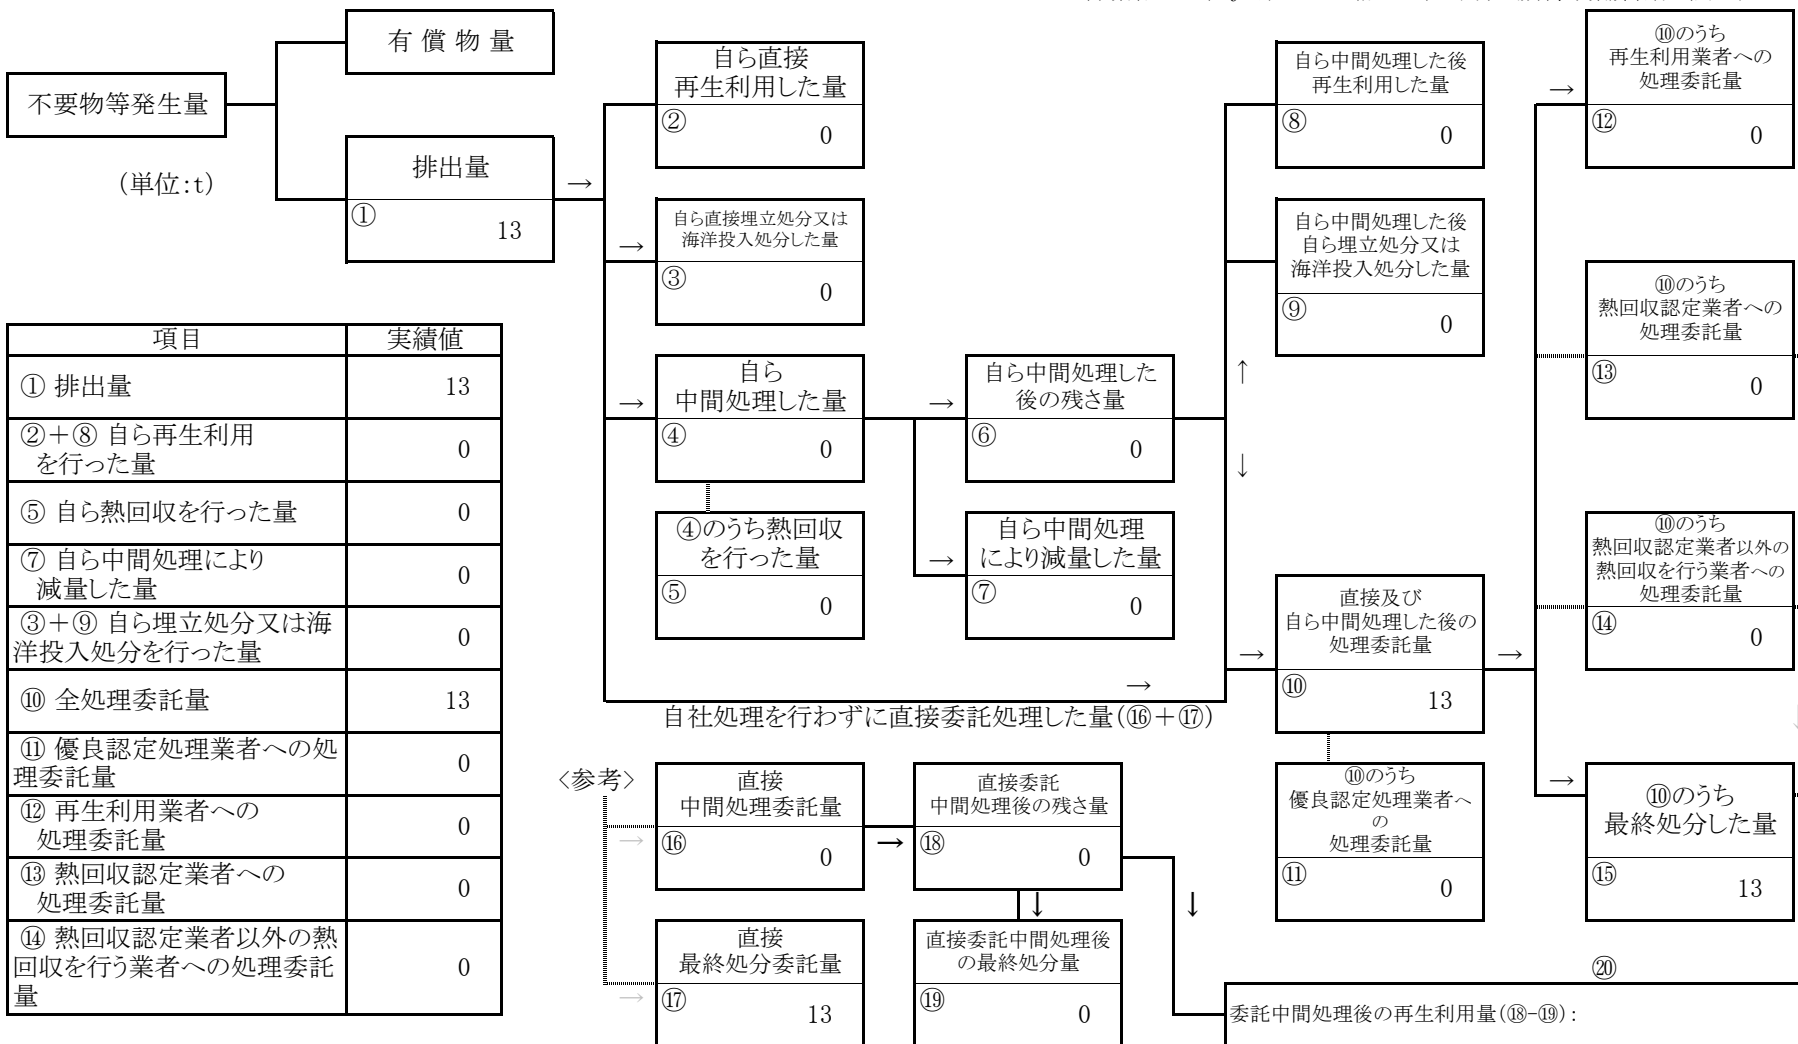 有 償 物 量
不要物等発生量
(単位:t)
排出量
①
13
→
自ら直接
再生利用した量
②
0
→
自ら直接埋立処分又は
海洋投入処分した量
③
0
→
自ら
中間処理した量
④
0
④のうち熱回収
を行った量
⑤
0
→
自ら中間処理した
後の残さ量
⑥
0
→
自ら中間処理
により減量した量
⑦
0
↑
↓
自ら中間処理した後
再生利用した量
⑧
0
自ら中間処理した後
自ら埋立処分又は
海洋投入処分した量
⑨
0
→
自社処理を行わずに直接委託処理した量(⑯+⑰)
→
直接及び
自ら中間処理した後の
処理委託量
⑩
13
⑩のうち
優良認定処理業者へ
の
処理委託量
⑪
0
→
→
⑩のうち
再生利用業者への
処理委託量
⑫
0
⑩のうち
熱回収認定業者への
処理委託量
⑬
0
⑩のうち
熱回収認定業者以外の
熱回収を行う業者への
処理委託量
⑭
0
→
⑩のうち
最終処分した量
⑮
13
項目 実績値
① 排出量 13
②+⑧ 自ら再生利用
を行った量 0
⑤ 自ら熱回収を行った量 0
⑦ 自ら中間処理により
減量した量 0
③+⑨ 自ら埋立処分又は海
洋投入処分を行った量 0
⑩ 全処理委託量 13
⑪ 優良認定処理業者への処
理委託量 0
⑫ 再生利用業者への
処理委託量 0
⑬ 熱回収認定業者への
処理委託量 0
⑭ 熱回収認定業者以外の熱
回収を行う業者への処理委託
量 0
〈参考〉
→
直接
中間処理委託量
⑯
0
→
直接委託
中間処理後の残さ量
⑱
0
↓
↓
→
直接
最終処分委託量
⑰
13
直接委託中間処理後
の最終処分量
⑲
0
⑳
委託中間処理後の再生利用量(⑱-⑲):